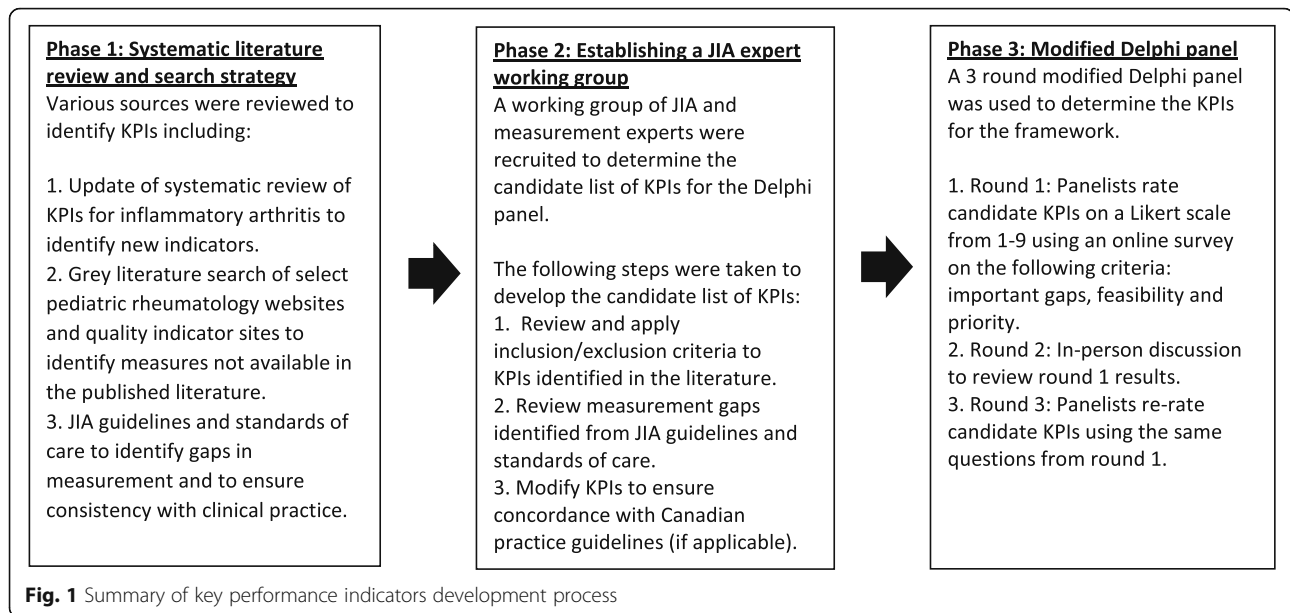 Phase 1: Systematic literature
review and search strategy
Various sources were reviewed to
identify KPIs including:
1. Update of systematic review of
KPIs for inflammatory arthritis to
identify new indicators.
2. Grey literature search of select
pediatric rheumatology websites
and quality indicator sites to
identify measures not available in
the published literature.
3. JIA guidelines and standards of
care to identify gaps in
measurement and to ensure
consistency with clinical practice.
Phase 2: Establishing a JIA expert
working group
A working group of JIA and
measurement experts were
recruited to determine the
candidate list of KPIs for the Delphi
panel.
The following steps were taken to
develop the candidate list of KPIs:
1. Review and apply
inclusion/exclusion criteria to
KPIs identified in the literature.
2. Review measurement gaps
identified from JIA guidelines and
standards of care.
3. Modify KPIs to ensure
concordance with Canadian
practice guidelines (if applicable).
Phase 3: Modified Delphi panel
A 3 round modified Delphi panel
was used to determine the KPIs
for the framework.
1. Round 1: Panelists rate
candidate KPIs on a Likert scale
from 1-9 using an online survey
on the following criteria:
important gaps, feasibility and
priority.
2. Round 2: In-person discussion
to review round 1 results.
3. Round 3: Panelists re-rate
candidate KPIs using the same
questions from round 1.
Fig. 1 Summary of key performance indicators development process